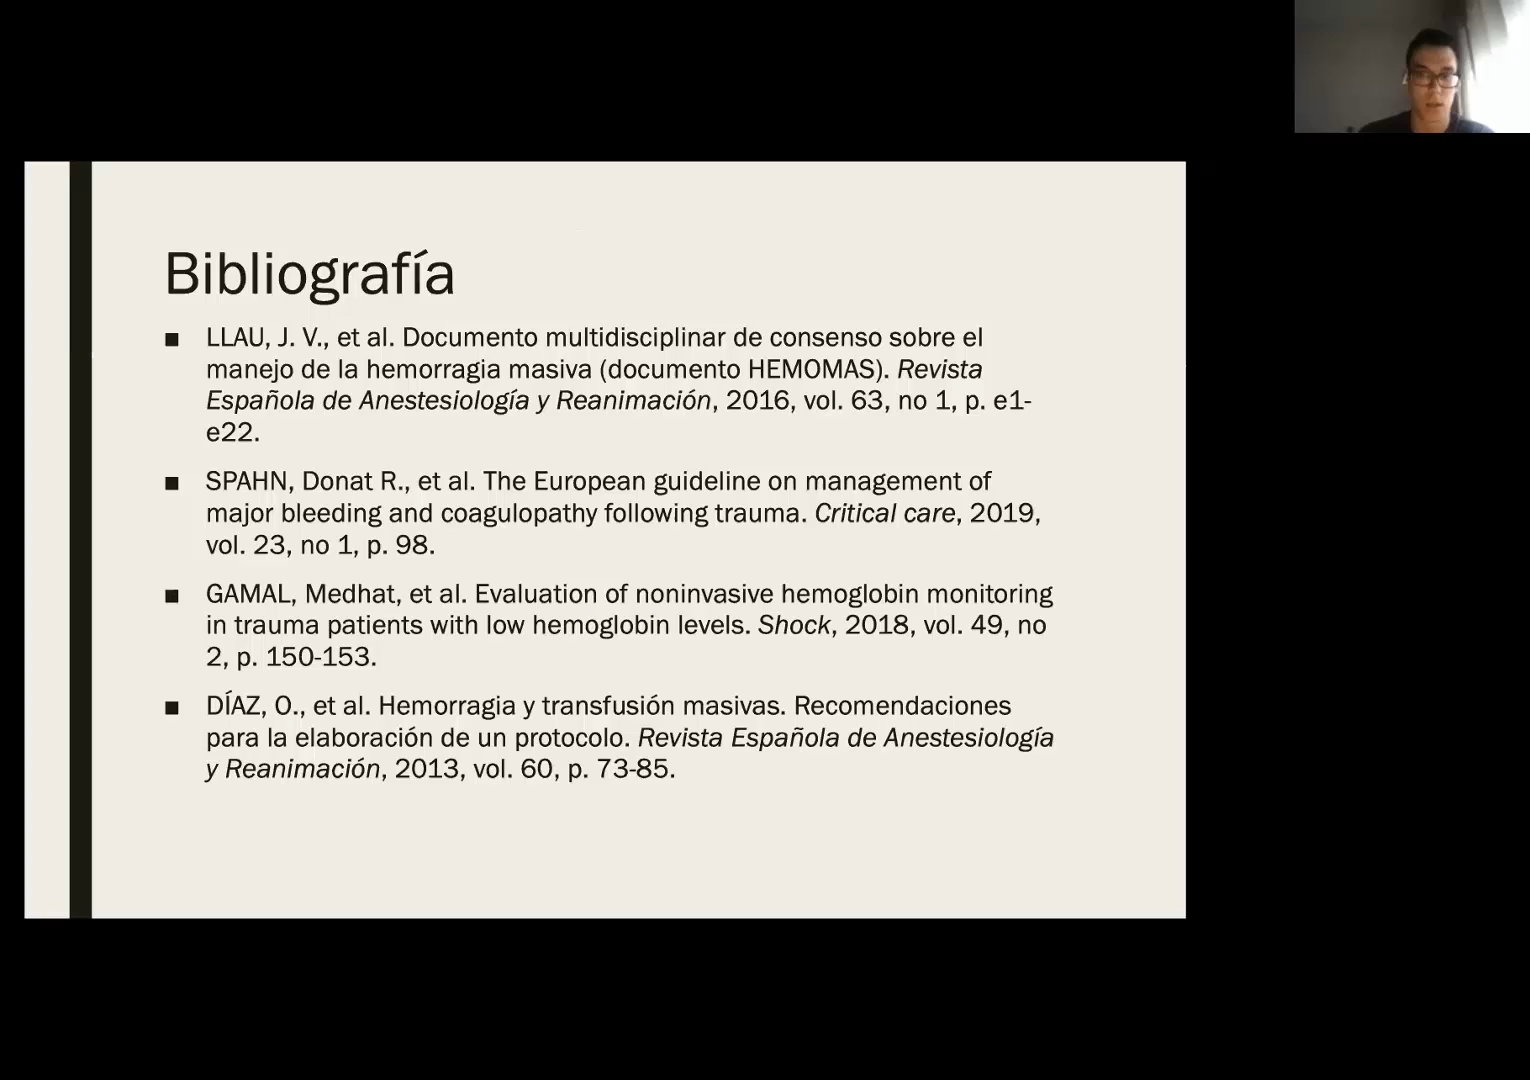 Bibliografía
■ LLAU, J. V., et al. Documento multidisciplinar de consenso sobre el
manejo de la hemorragia masiva (documento HEMOMAS). Revista
Española de Anestesiología y Reanimación, 2016, vol. 63, no 1, p. e1-
e22.
■ SPAHN, Donat R., et al. The European guideline on management of
major bleeding and coagulopathy following trauma. Critical care, 2019,
vol. 23, no 1, p. 98.
■ GAMAL, Medhat, et al. Evaluation of noninvasive hemoglobin monitoring
in trauma patients with low hemoglobin levels. Shock, 2018, vol. 49, no
2, p. 150-153.
■ DÍAZ, O., et al. Hemorragia y transfusión masivas. Recomendaciones
para la elaboración de un protocolo. Revista Española de Anestesiología
y Reanimación, 2013, vol. 60, p. 73-85.